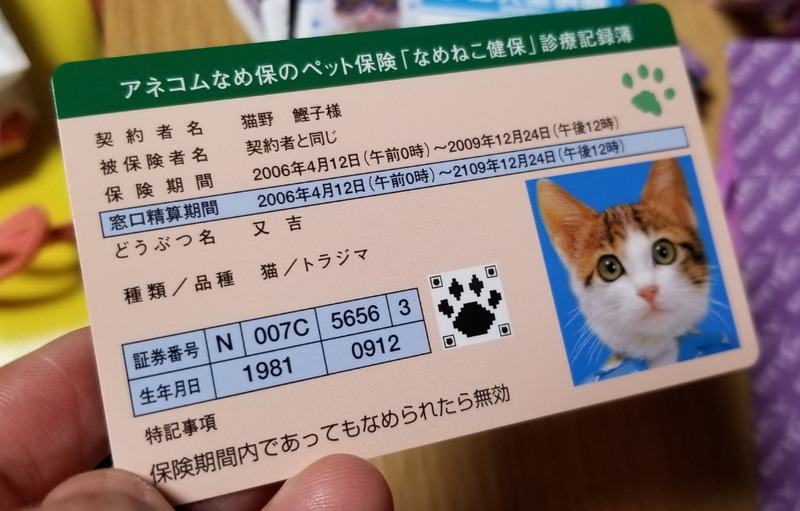 アネコムなめ保のペット保険「なめねこ健保」診療記録簿
契約者名 猫野 鰹子様
被保険者名 契約者と同じ
保険期間 2006年4月12日(午前0時)～2009年12月24日(午後12時)
窓口精算期間 2006年4月12日(午前0時)～2109年12月24日(午後12時)
どうぶつ名 又吉
種類／品種 猫／トラジマ
証券番号 N 007C 5656 3
生年月日 1981 0912
特記事項
保険期間内であってもなめられたら無効